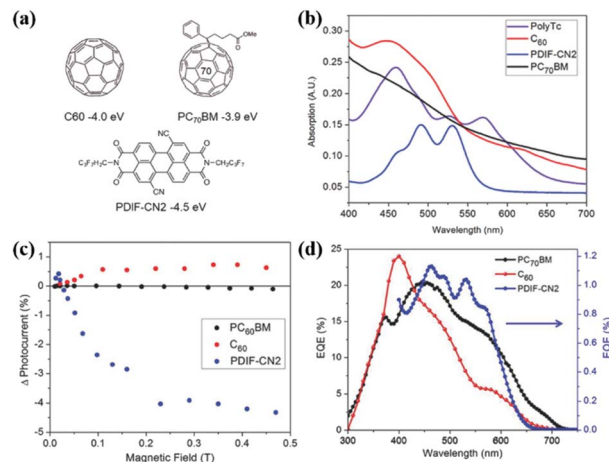 (a)
OMe
O
70
C60 -4.0 eV
PC70BM -3.9 eV
CN
O
O
C3F7H2C-N
N-CH2C3F7
O
O
CN
PDIF-CN2 -4.5 eV
(b)
Absorption (A.U.)
0.30
0.25
0.20
0.15
0.10
0.05
PolyTc
C60
PDIF-CN2
PC70BM
400 450 500 550 600 650 700
Wavelength (nm)
(c)
Δ Photocurrent (%)
1
0
-1
-2
-3
-4
-5
PC60BM
C60
PDIF-CN2
0.0 0.1 0.2 0.3 0.4 0.5
Magnetic Field (T)
(d)
EQE (%)
25
20
15
10
5
0
PC70BM
C60
PDIF-CN2
1.2
1.0
0.8
0.6
0.4
0.2
0.0
EQE (%)
300 400 500 600 700
Wavelength (nm)